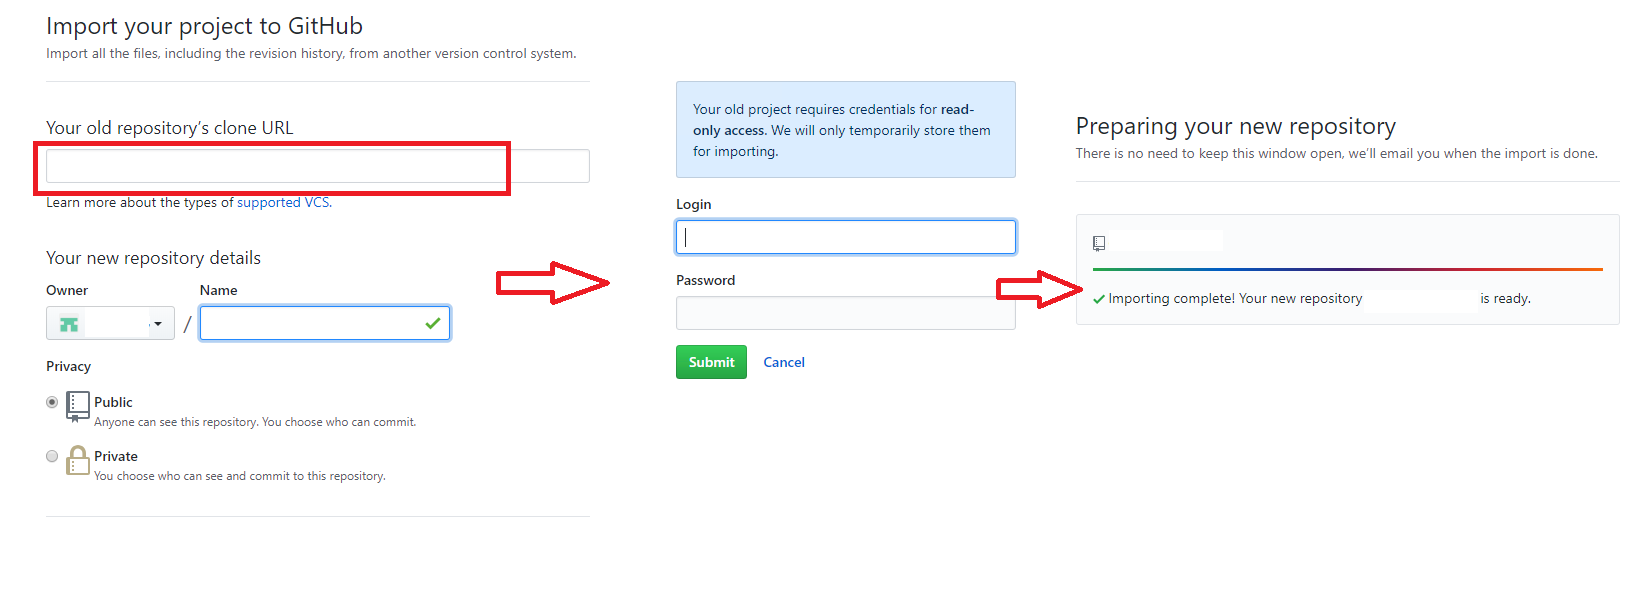 Import your project to GitHub
Import all the files, including the revision history, from another version control system.
Your old repository's clone URL
Learn more about the types of supported VCS.
Your new repository details
Owner
Name
/
Privacy
Public
Anyone can see this repository. You choose who can commit.
Private
You choose who can see and commit to this repository.
Your old project requires credentials for read-
only access. We will only temporarily store them
for importing.
Login
Password
Submit
Cancel
Preparing your new repository
There is no need to keep this window open, we'll email you when the import is done.
Importing complete! Your new repository is ready.